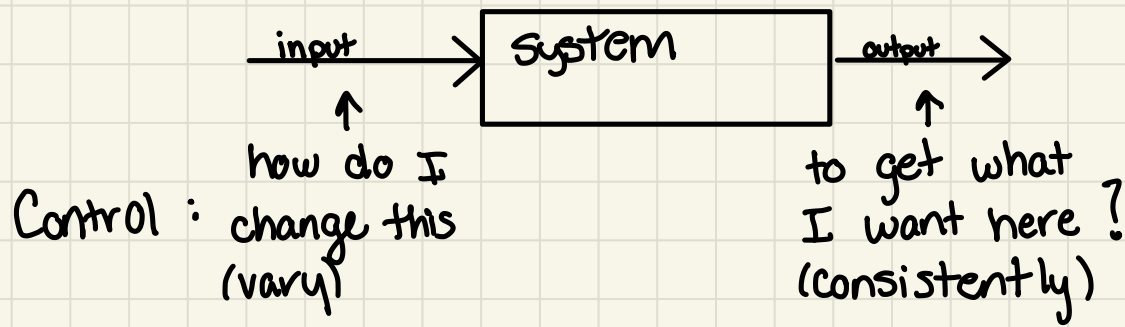 input
system
output
Control :
how do I
change this
(vary)
to get what
I want here ?
(consistently)